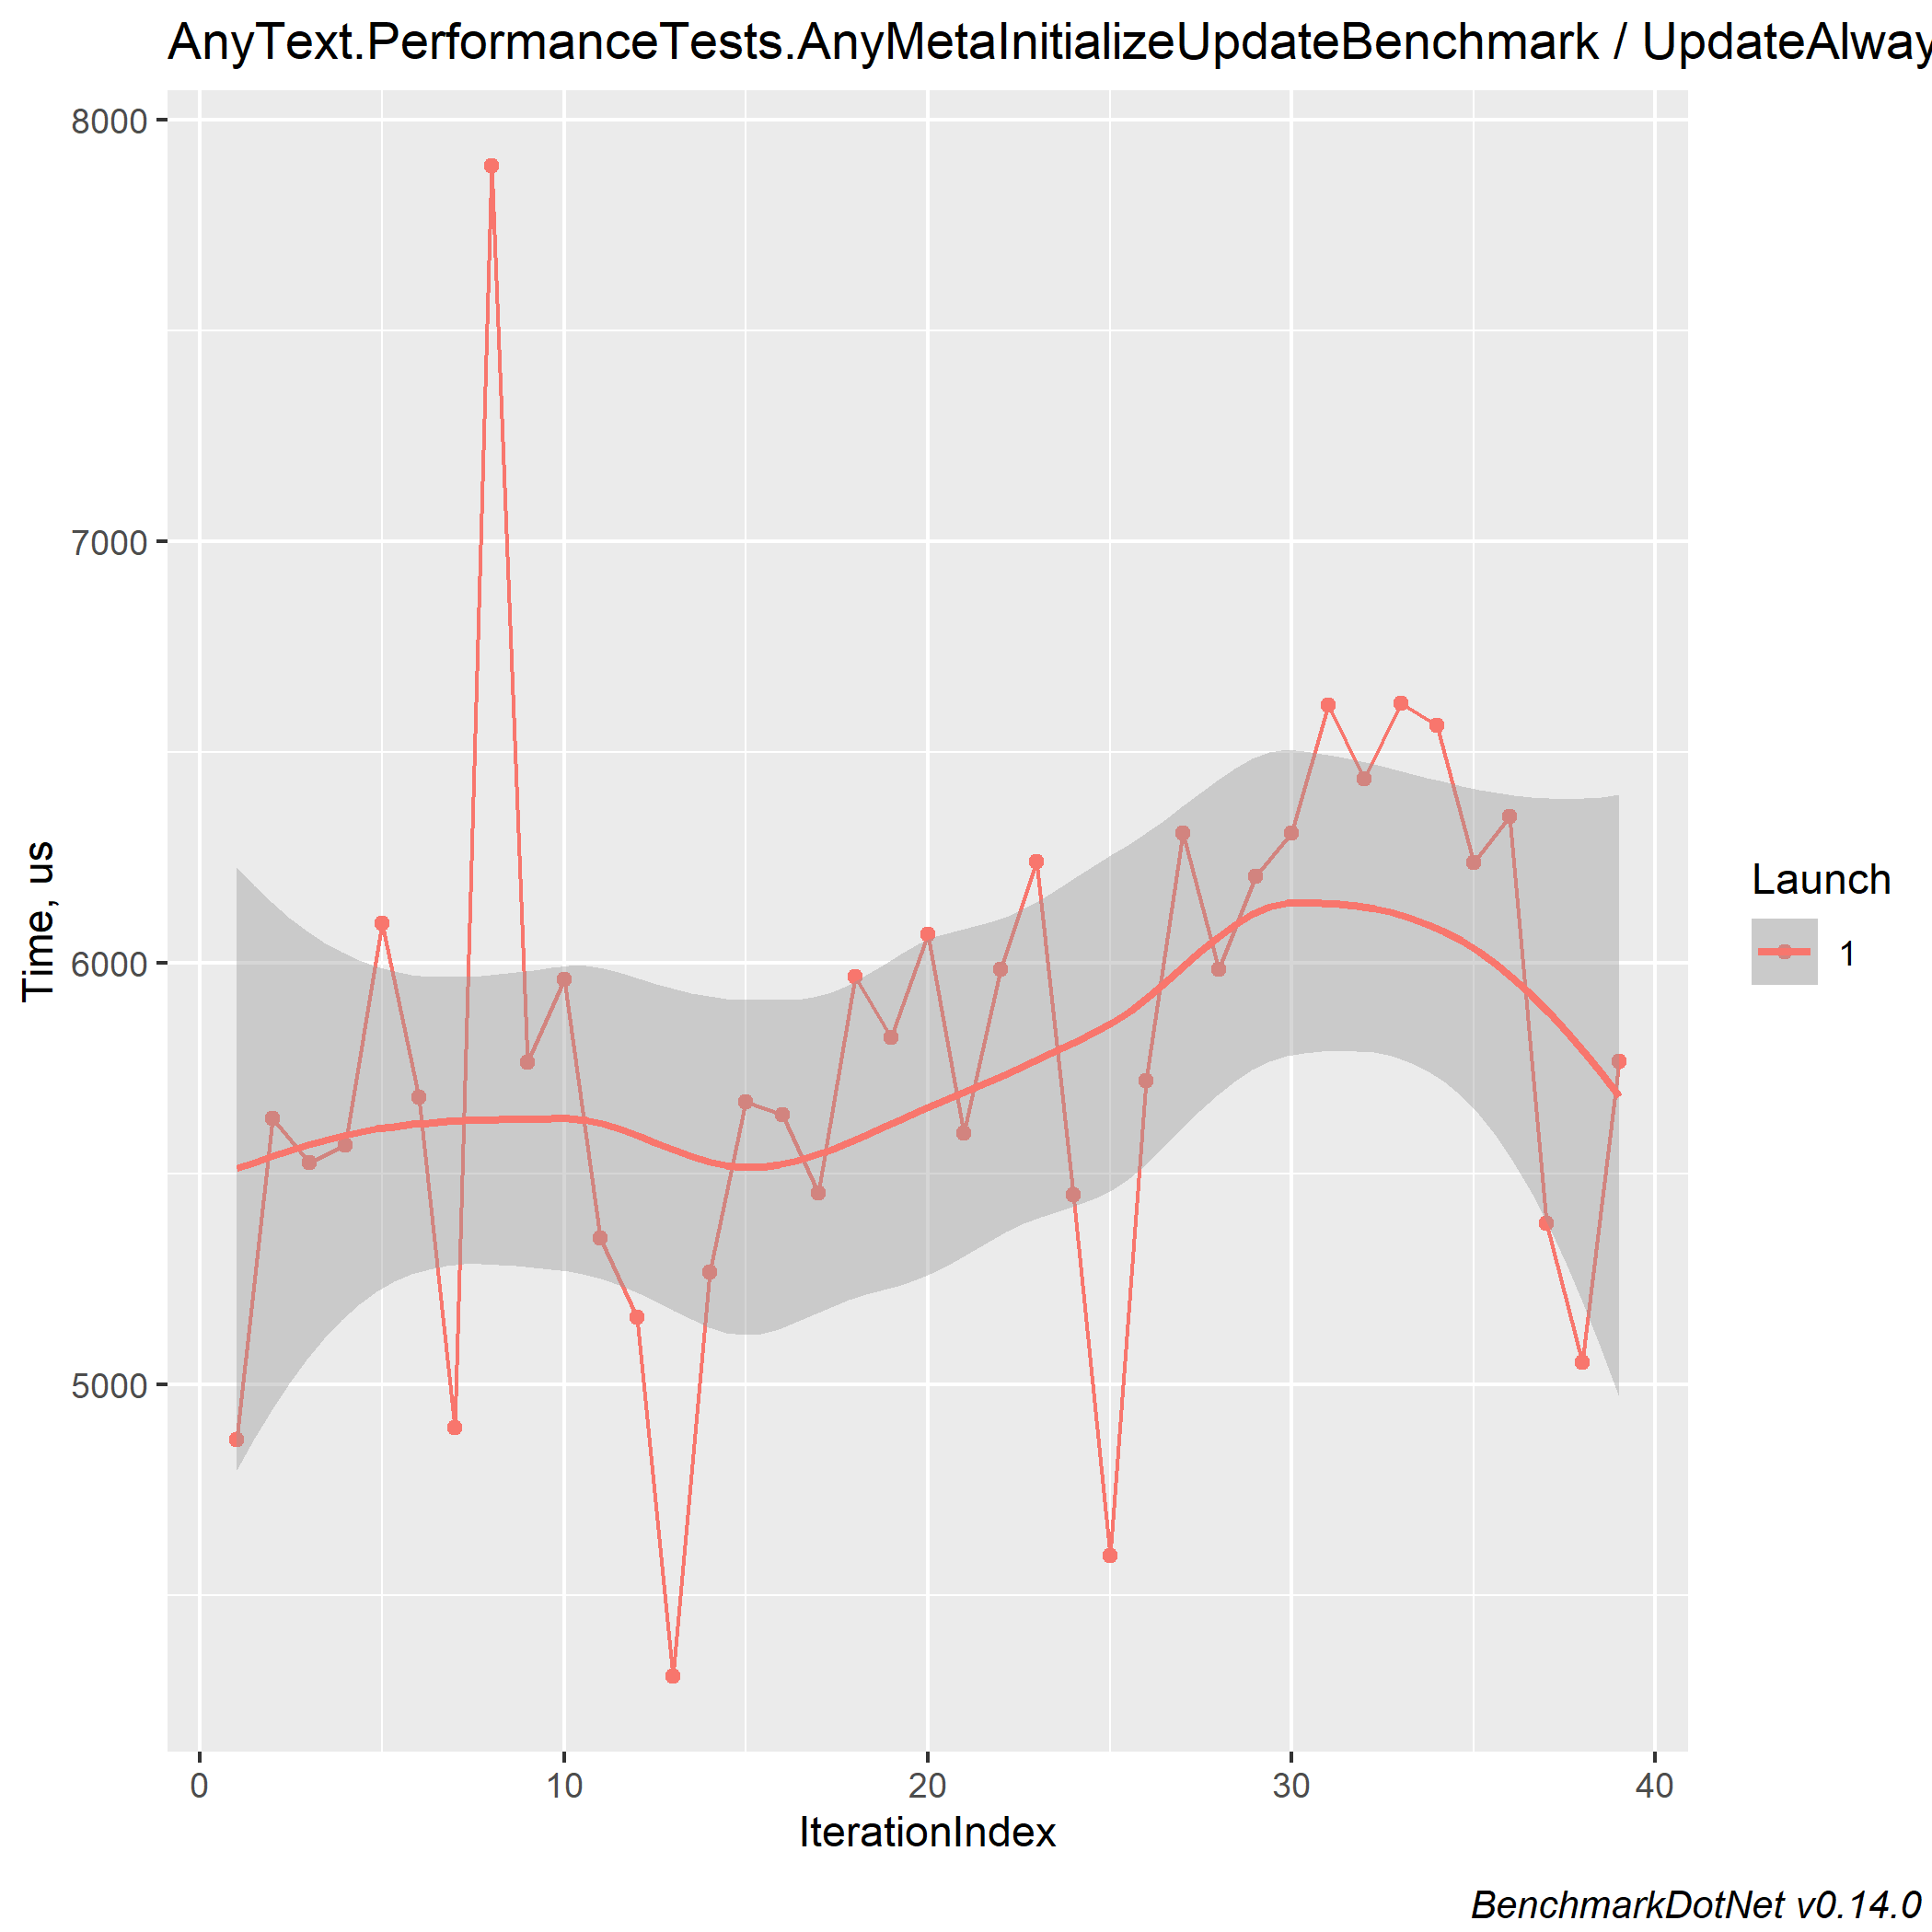 AnyText.PerformanceTests.AnyMetaInitializeUpdateBenchmark / UpdateAlway
8000
7000
6000
5000
Time, us
0 10 20 30 40
IterationIndex
Launch
1
BenchmarkDotNet v0.14.0